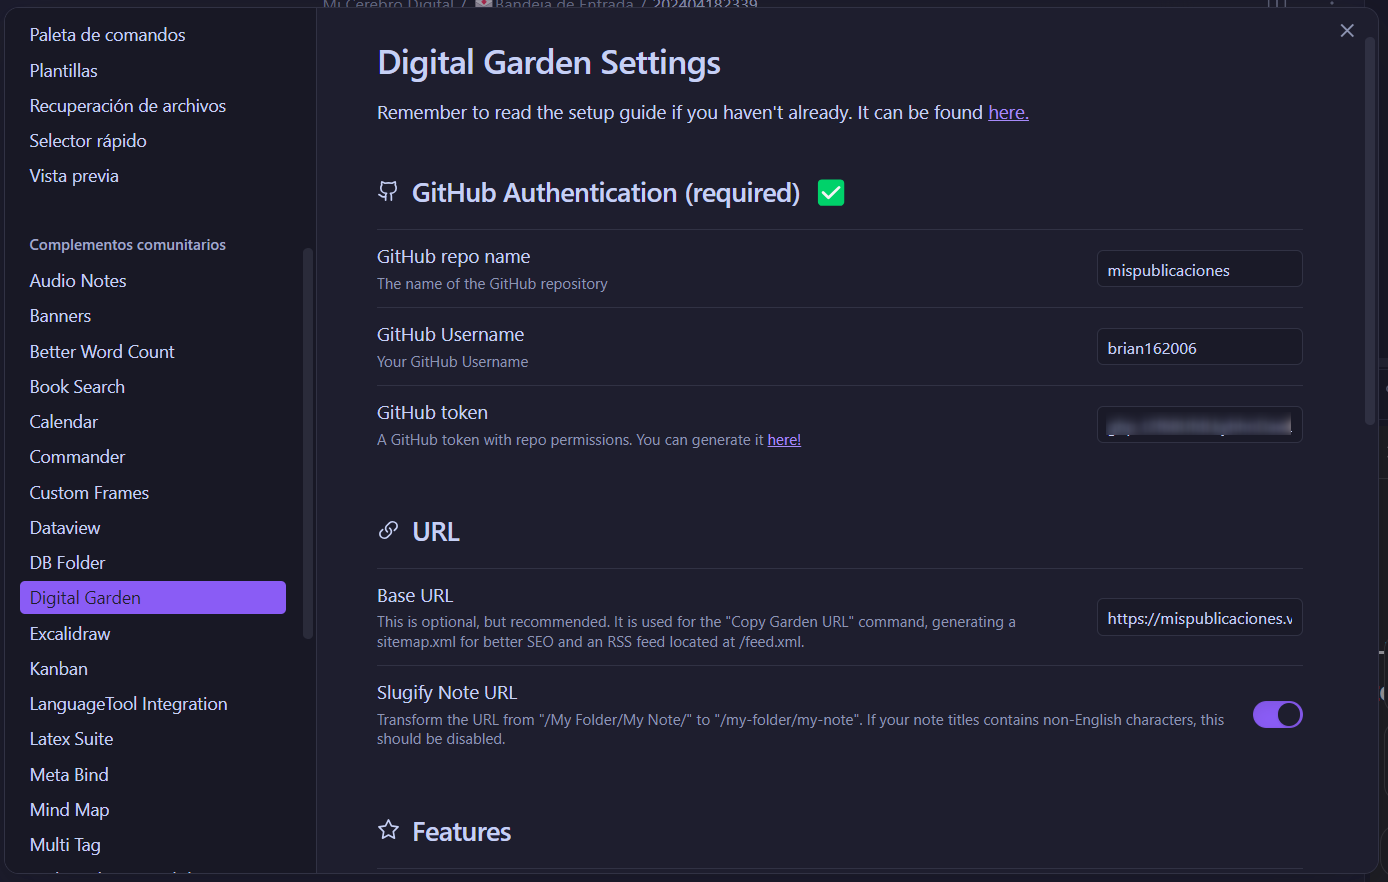 Mi Cerebro Digital / 💌Bandeja de Entrada / 202404182339
Paleta de comandos
Plantillas
Recuperación de archivos
Selector rápido
Vista previa
Complementos comunitarios
Audio Notes
Banners
Better Word Count
Book Search
Calendar
Commander
Custom Frames
Dataview
DB Folder
Digital Garden
Excalidraw
Kanban
LanguageTool Integration
Latex Suite
Meta Bind
Mind Map
Multi Tag
Digital Garden Settings
Remember to read the setup guide if you haven't already. It can be found here.
GitHub Authentication (required) ✅
GitHub repo name
The name of the GitHub repository
mispublicaciones
GitHub Username
Your GitHub Username
brian162006
GitHub token
A GitHub token with repo permissions. You can generate it here!
URL
Base URL
This is optional, but recommended. It is used for the "Copy Garden URL" command, generating a
sitemap.xml for better SEO and an RSS feed located at /feed.xml.
https://mispublicaciones.v
Slugify Note URL
Transform the URL from "/My Folder/My Note/" to "/my-folder/my-note". If your note titles contains non-English characters, this
should be disabled.
Features